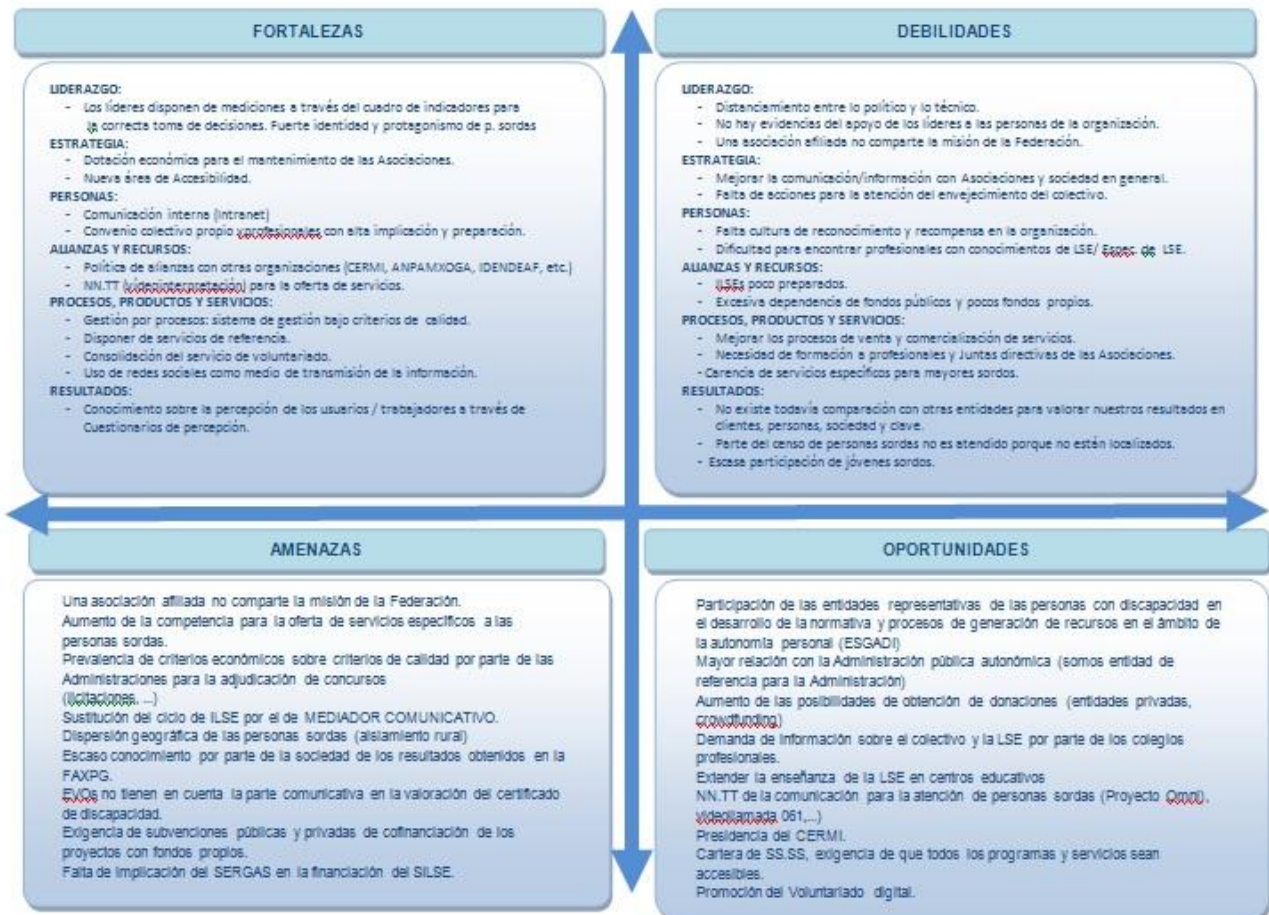 FORTALEZAS
LIDERAZGO:
- Los líderes disponen de mediciones a través del cuadro de indicadores para
la correcta toma de decisiones. Fuerte identidad y protagonismo de p. sordas
ESTRATEGIA:
- Dotación económica para el mantenimiento de las Asociaciones.
- Nueva área de Accesibilidad.
PERSONAS:
- Comunicación interna (Intranet)
- Convenio colectivo propio yprofesionales con alta implicación y preparación.
ALIANZAS Y RECURSOS:
- Política de alianzas con otras organizaciones (CERMI, ANPAMXOGA, IDENDEAF, etc.)
- NN.TT (videointerpretación) para la oferta de servicios.
PROCESOS, PRODUCTOS Y SERVICIOS:
- Gestión por procesos: sistema de gestión bajo criterios de calidad.
- Disponer de servicios de referencia.
- Consolidación del servicio de voluntariado.
- Uso de redes sociales como medio de transmisión de la información.
RESULTADOS:
- Conocimiento sobre la percepción de los usuarios / trabajadores a través de
Cuestionarios de percepción.
DEBILIDADES
LIDERAZGO:
- Distanciamiento entre lo político y lo técnico.
- No hay evidencias del apoyo de los líderes a las personas de la organización.
- Una asociación afiliada no comparte la misión de la Federación.
ESTRATEGIA:
- Mejorar la comunicación/información con Asociaciones y sociedad en general.
- Falta de acciones para la atención del envejecimiento del colectivo.
PERSONAS:
- Falta cultura de reconocimiento y recompensa en la organización.
- Dificultad para encontrar profesionales con conocimientos de LSE/ Espec. de LSE.
ALIANZAS Y RECURSOS:
- ILSEs poco preparados.
- Excesiva dependencia de fondos públicos y pocos fondos propios.
PROCESOS, PRODUCTOS Y SERVICIOS:
- Mejorar los procesos de venta y comercialización de servicios.
- Necesidad de formación a profesionales y Juntas directivas de las Asociaciones.
- Carencia de servicios específicos para mayores sordos.
RESULTADOS:
- No existe todavía comparación con otras entidades para valorar nuestros resultados en
clientes, personas, sociedad y clave.
- Parte del censo de personas sordas no es atendido porque no están localizados.
- Escasa participación de jóvenes sordos.
AMENAZAS
Una asociación afiliada no comparte la misión de la Federación.
Aumento de la competencia para la oferta de servicios específicos a las
personas sordas.
Prevalencia de criterios económicos sobre criterios de calidad por parte de las
Administraciones para la adjudicación de concursos
(licitaciones, ...)
Sustitución del ciclo de ILSE por el de MEDIADOR COMUNICATIVO.
Dispersión geográfica de las personas sordas (aislamiento rural)
Escaso conocimiento por parte de la sociedad de los resultados obtenidos en la
FAXPG.
EVOs no tienen en cuenta la parte comunicativa en la valoración del certificado
de discapacidad.
Exigencia de subvenciones públicas y privadas de cofinanciación de los
proyectos con fondos propios.
Falta de implicación del SERGAS en la financiación del SILSE.
OPORTUNIDADES
Participación de las entidades representativas de las personas con discapacidad en
el desarrollo de la normativa y procesos de generación de recursos en el ámbito de
la autonomía personal (ESGADI)
Mayor relación con la Administración pública autonómica (somos entidad de
referencia para la Administración)
Aumento de las posibilidades de obtención de donaciones (entidades privadas,
crowdfunding)
Demanda de información sobre el colectivo y la LSE por parte de los colegios
profesionales.
Extender la enseñanza de la LSE en centros educativos
NN.TT de la comunicación para la atención de personas sordas (Proyecto Omni),
videollamada 061,...)
Presidencia del CERMI.
Cartera de SS.SS, exigencia de que todos los programas y servicios sean
accesibles.
Promoción del Voluntariado digital.